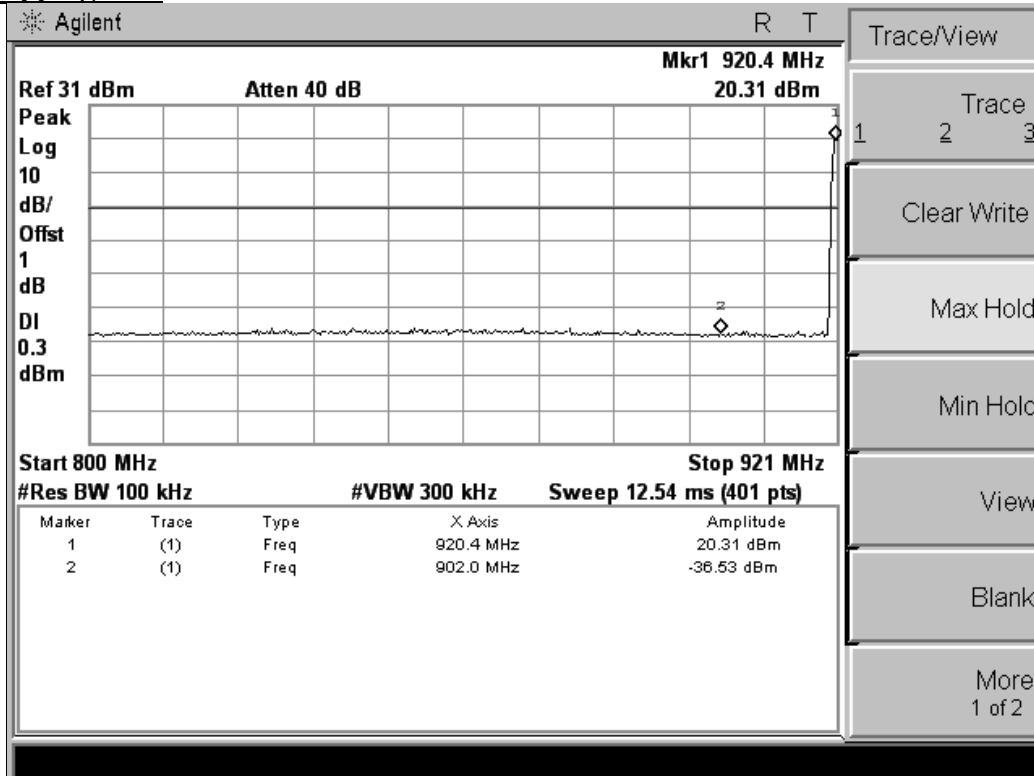 Agilent
R T
Mkr1 920.4 MHz
Ref 31 dBm Atten 40 dB 20.31 dBm
Peak
Log
10
dB/
Offst
1
dB
DI
0.3
dBm
1
2
Start 800 MHz Stop 921 MHz
#Res BW 100 kHz #VBW 300 kHz Sweep 12.54 ms (401 pts)
Marker Trace Type X Axis Amplitude
1 (1) Freq 920.4 MHz 20.31 dBm
2 (1) Freq 902.0 MHz -36.53 dBm
Trace/View
Trace
1 2 3
Clear Write
Max Hold
Min Hold
View
Blank
More
1 of 2